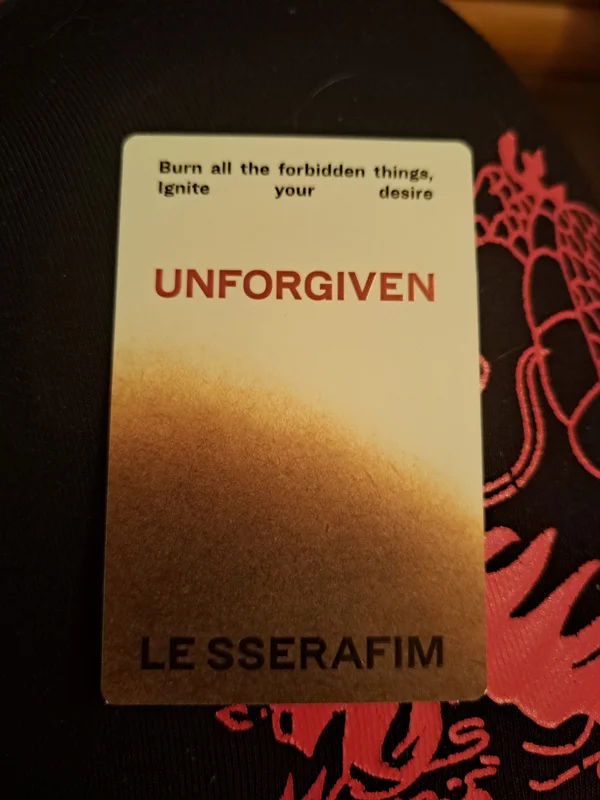 Burn all the forbidden things,
Ignite your desire
UNFORGIVEN
LE SSERAFIM